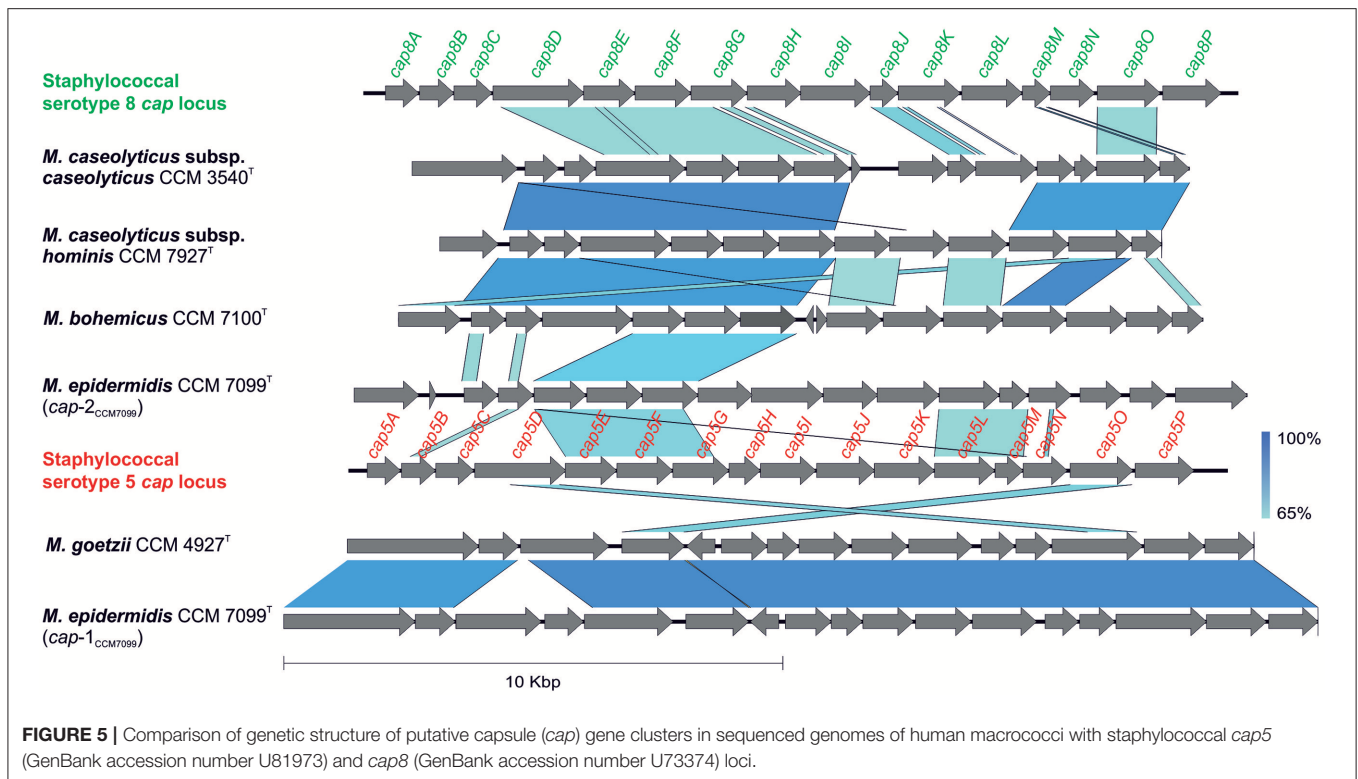 cap8A cap8B cap8C cap8D cap8E cap8F cap8G cap8H cap8I cap8J cap8K cap8L cap8M cap8N cap8O cap8P
Staphylococcal
serotype 8 cap locus
M. caseolyticus subsp.
caseolyticus CCM 3540T
M. caseolyticus subsp.
hominis CCM 7927T
M. bohemicus CCM 7100T
M. epidermidis CCM 7099T
(cap-2CCM7099)
cap5A cap5B cap5C cap5D cap5E cap5F cap5G cap5H cap5I cap5J cap5K cap5L cap5M cap5N cap5O cap5P
Staphylococcal
serotype 5 cap locus
100%
65%
M. goetzii CCM 4927T
M. epidermidis CCM 7099T
(cap-1CCM7099)
10 Kbp
FIGURE 5 | Comparison of genetic structure of putative capsule (cap) gene clusters in sequenced genomes of human macrococci with staphylococcal cap5
(GenBank accession number U81973) and cap8 (GenBank accession number U73374) loci.